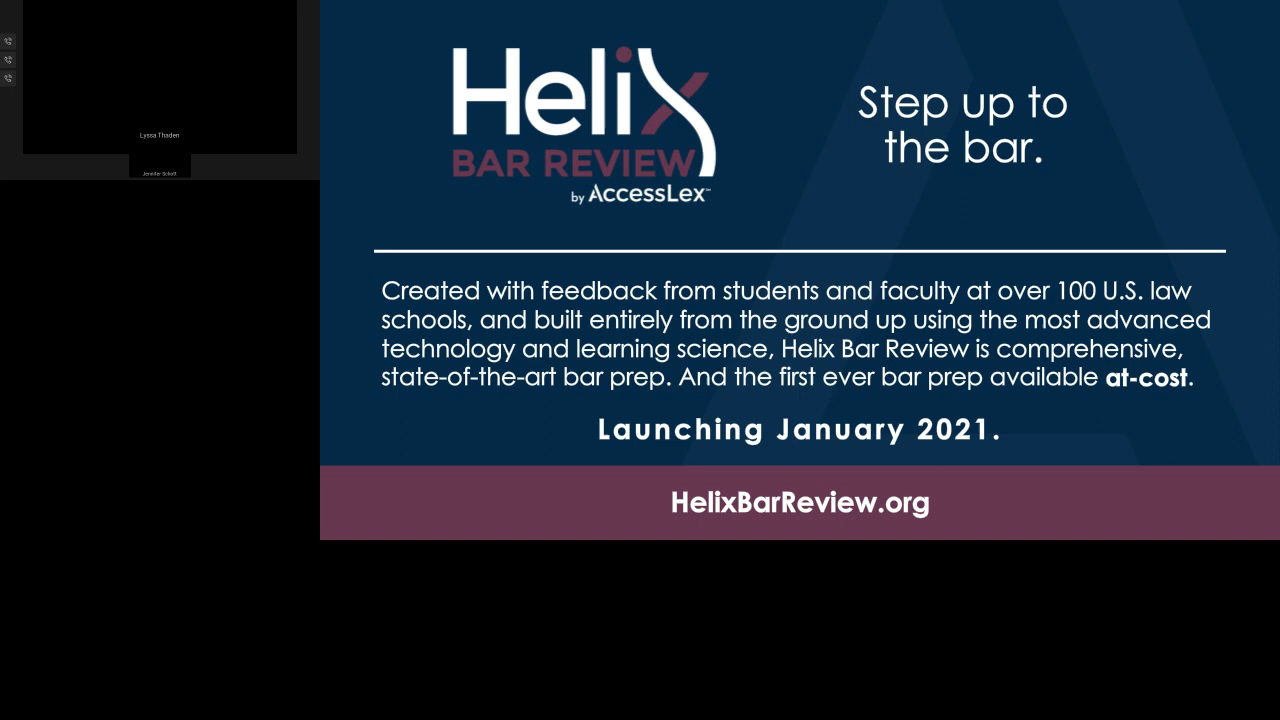 Lyssa Thaden
Jennifer Schott
Helix
BAR REVIEW
by AccessLex™
Step up to
the bar.
Created with feedback from students and faculty at over 100 U.S. law
schools, and built entirely from the ground up using the most advanced
technology and learning science, Helix Bar Review is comprehensive,
state-of-the-art bar prep. And the first ever bar prep available at-cost.
Launching January 2021.
HelixBarReview.org